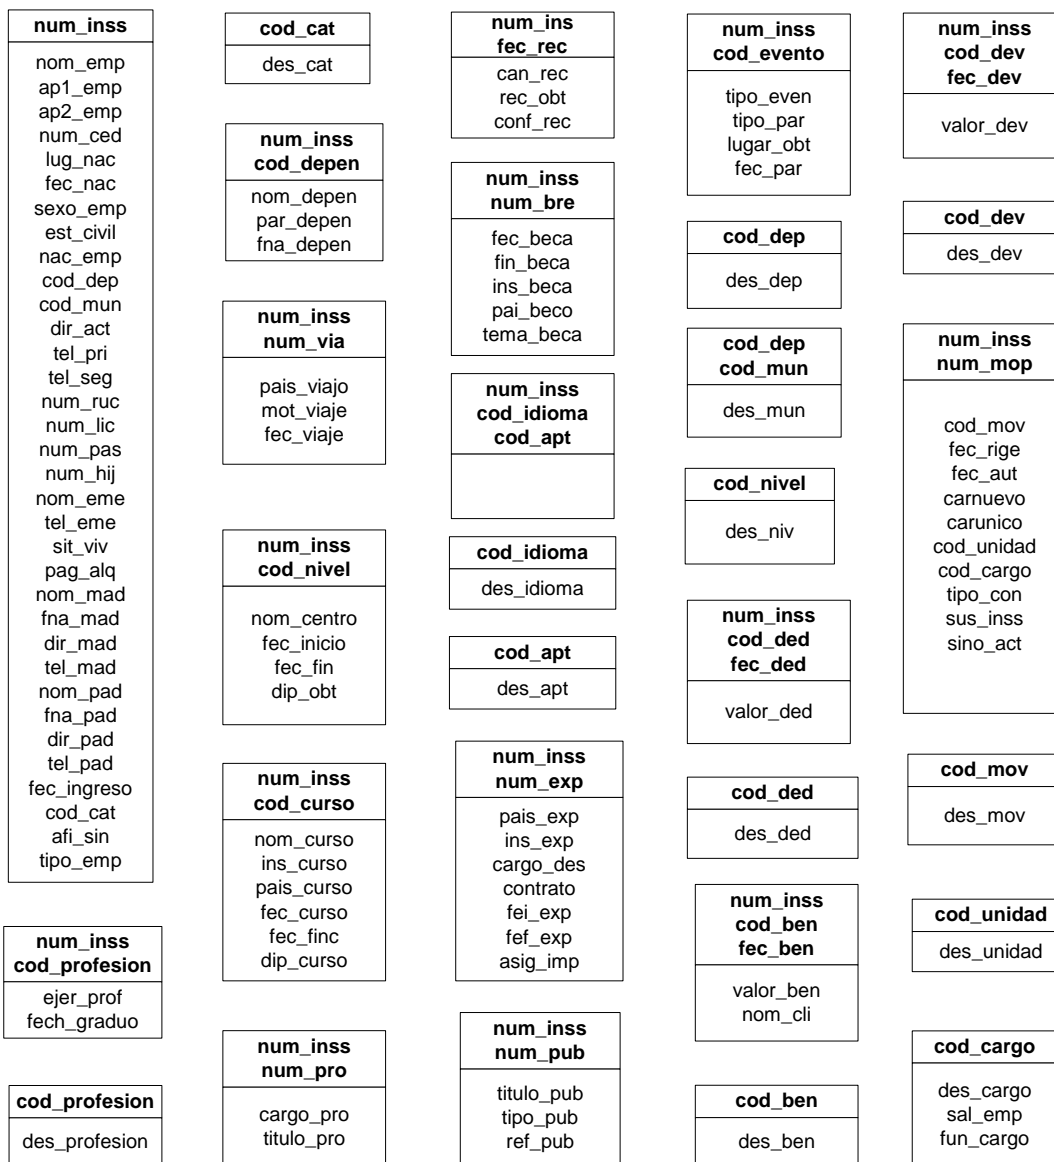 num_inss
nom_emp
ap1_emp
ap2_emp
num_ced
lug_nac
fec_nac
sexo_emp
est_civil
nac_emp
cod_dep
cod_mun
dir_act
tel_pri
tel_seg
num_ruc
num_lic
num_pas
num_hij
nom_eme
tel_eme
sit_viv
pag_alq
nom_mad
fna_mad
dir_mad
tel_mad
nom_pad
fna_pad
dir_pad
tel_pad
fec_ingreso
cod_cat
afi_sin
tipo_emp
num_inss
cod_profesion
ejer_prof
fech_graduo
cod_profesion
des_profesion
cod_cat
des_cat
num_inss
cod_depen
nom_depen
par_depen
fna_depen
num_inss
num_via
pais_viajo
mot_viaje
fec_viaje
num_inss
cod_nivel
nom_centro
fec_inicio
fec_fin
dip_obt
num_inss
cod_curso
nom_curso
ins_curso
pais_curso
fec_curso
fec_finc
dip_curso
num_inss
num_pro
cargo_pro
titulo_pro
num_ins
fec_rec
can_rec
rec_obt
conf_rec
num_inss
num_bre
fec_beca
fin_beca
ins_beca
pai_beco
tema_beca
num_inss
cod_idioma
cod_apt
cod_idioma
des_idioma
cod_apt
des_apt
num_inss
num_exp
pais_exp
ins_exp
cargo_des
contrato
fei_exp
fef_exp
asig_imp
num_inss
num_pub
titulo_pub
tipo_pub
ref_pub
num_inss
cod_evento
tipo_even
tipo_par
lugar_obt
fec_par
cod_dep
des_dep
cod_dep
cod_mun
des_mun
cod_nivel
des_niv
num_inss
cod_ded
fec_ded
valor_ded
cod_ded
des_ded
num_inss
cod_ben
fec_ben
valor_ben
nom_cli
cod_ben
des_ben
num_inss
cod_dev
fec_dev
valor_dev
cod_dev
des_dev
num_inss
num_mop
cod_mov
fec_rige
fec_aut
carnuevo
carunico
cod_unidad
cod_cargo
tipo_con
sus_inss
sino_act
cod_mov
des_mov
cod_unidad
des_unidad
cod_cargo
des_cargo
sal_emp
fun_cargo